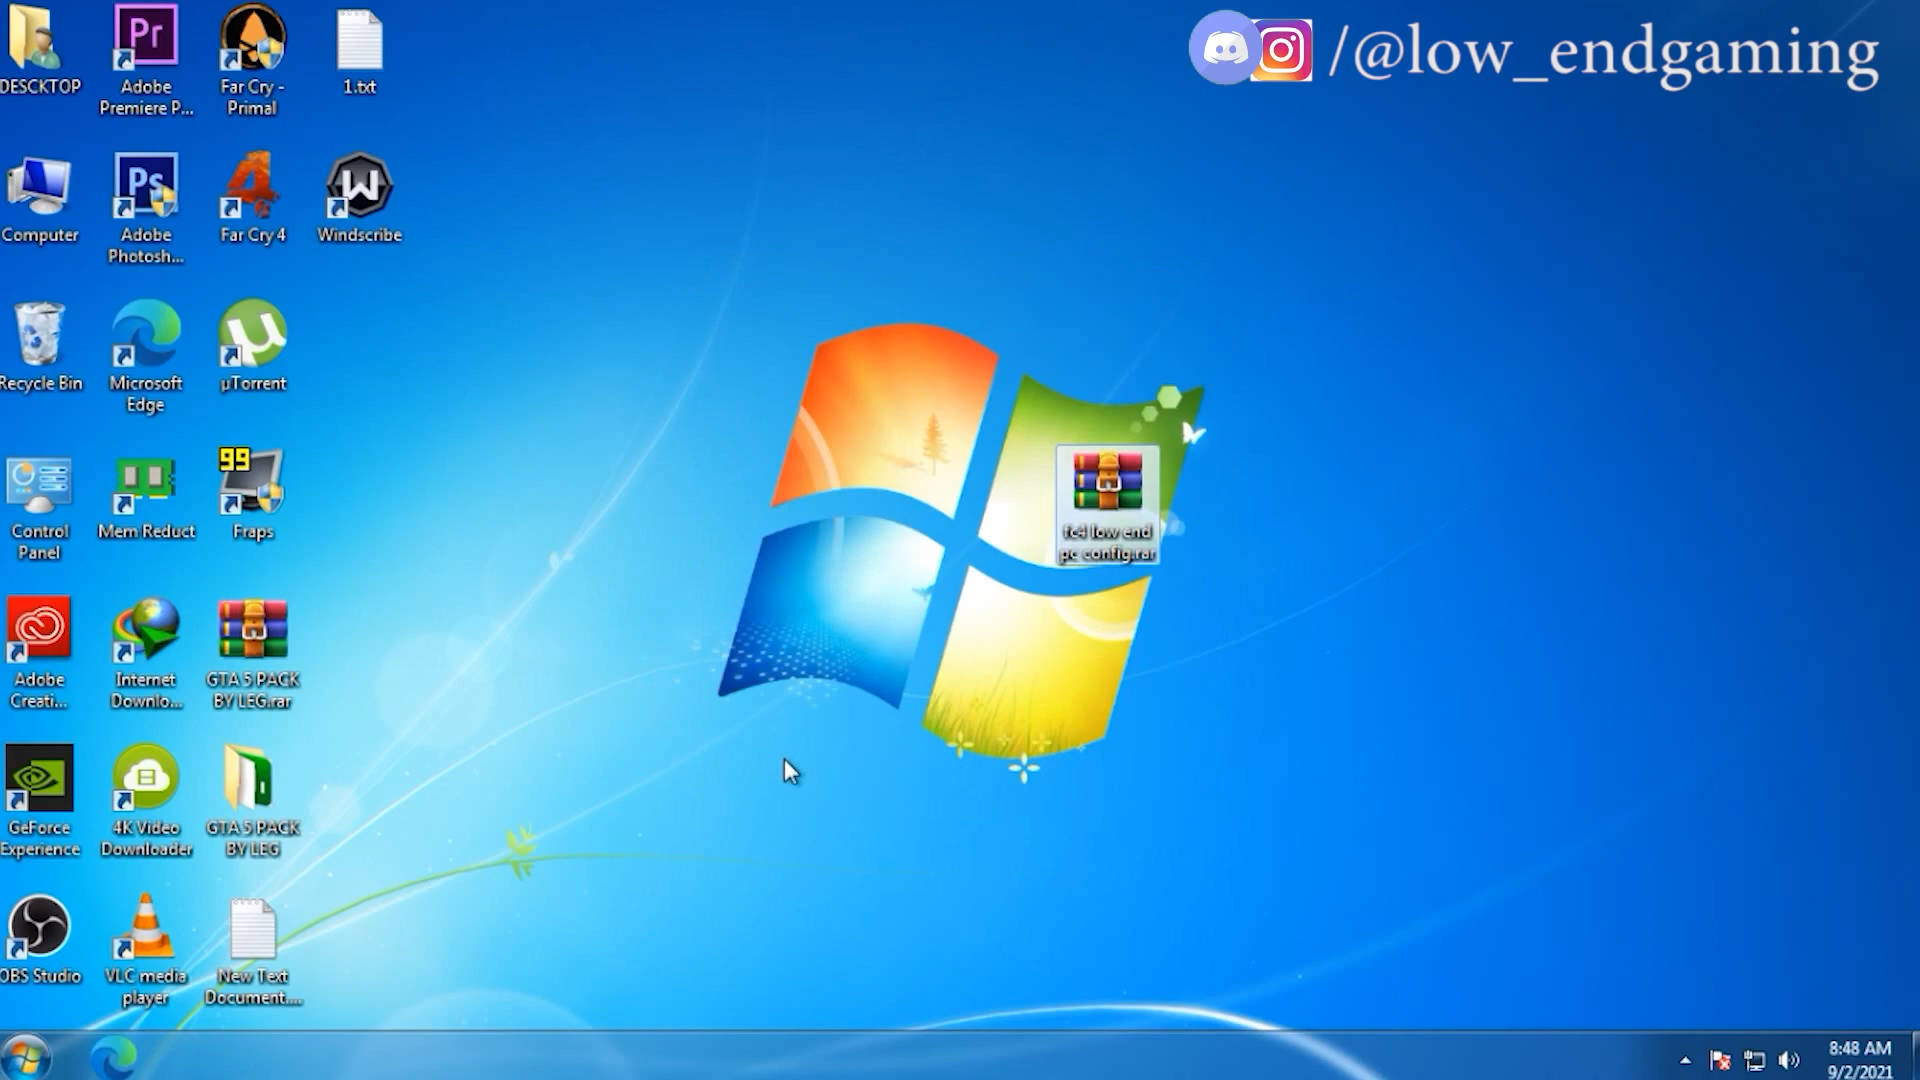 /@low_endgaming
DESCKTOP
Adobe
Premiere P...
Far Cry -
Primal
1.txt
Computer
Adobe
Photosh...
Far Cry 4
Windscribe
Recycle Bin
Microsoft
Edge
µTorrent
Control
Panel
Mem Reduct
99
Fraps
fc4 low end
pc config.rar
Adobe
Creati...
Internet
Downlo...
GTA 5 PACK
BY LEG.rar
GeForce
Experience
4K Video
Downloader
GTA 5 PACK
BY LEG
OBS Studio
VLC media
player
New Text
Document....
8:48 AM
9/2/2021
Pr
Ps